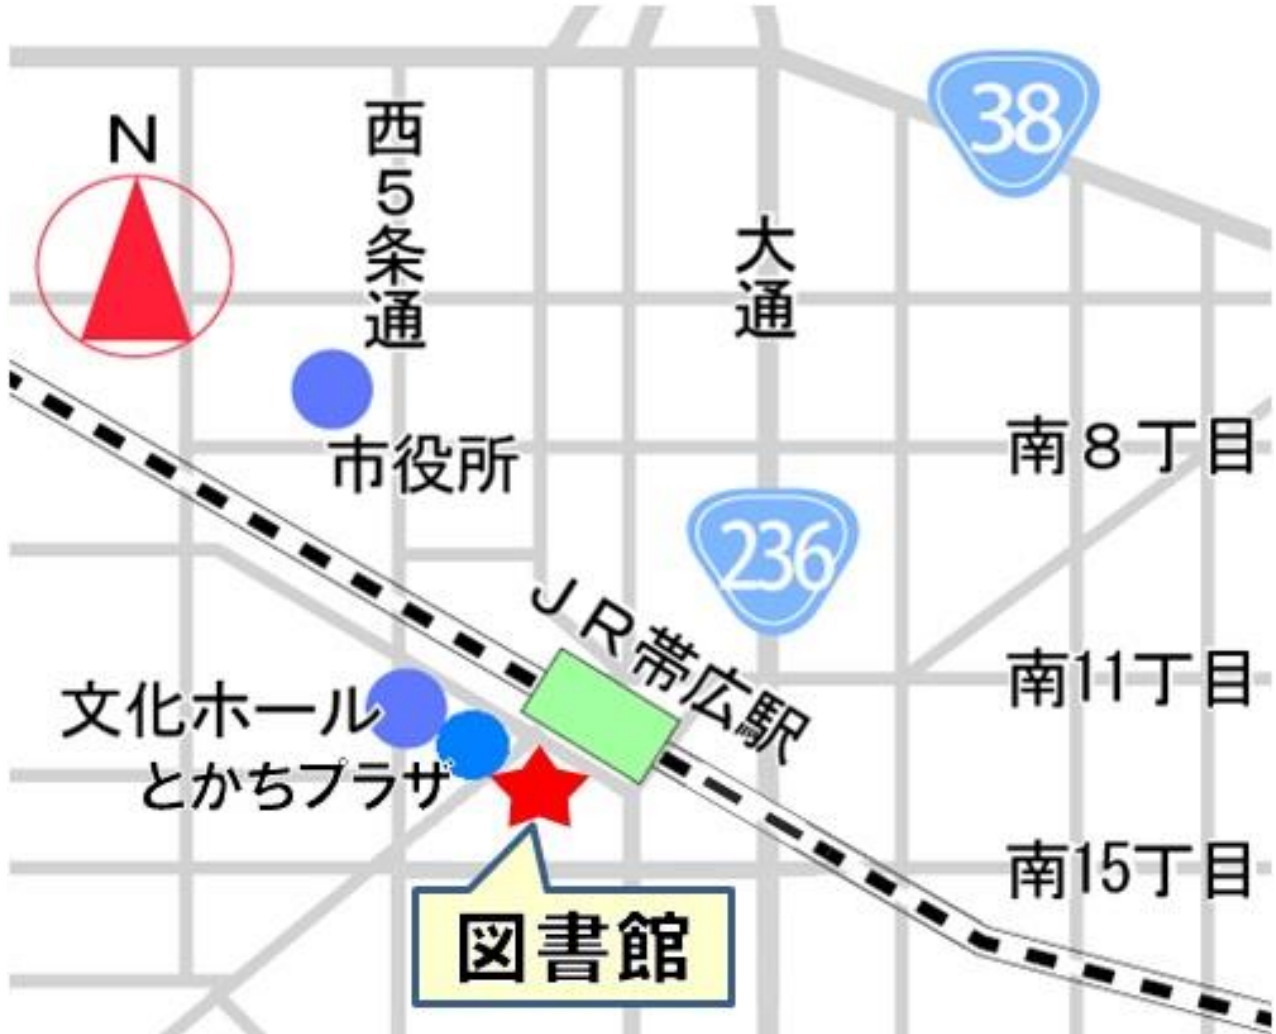 N
西５条通
38
大通
市役所
南８丁目
236
ＪＲ帯広駅
南11丁目
文化ホール
とかちプラザ
南15丁目
図書館